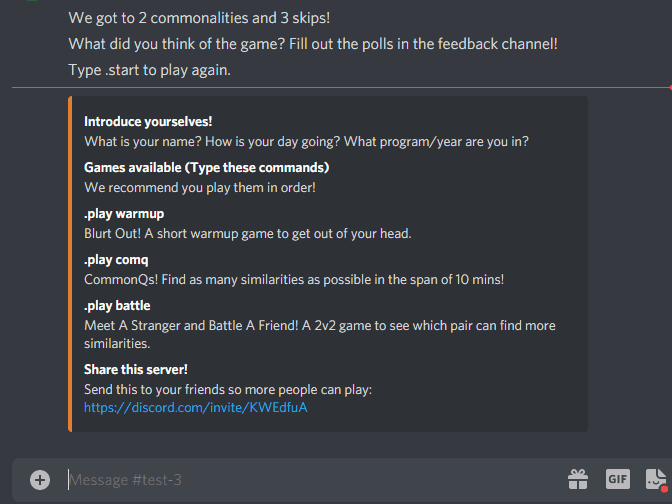 We got to 2 commonalities and 3 skips!
What did you think of the game? Fill out the polls in the feedback channel!
Type .start to play again.
Introduce yourselves!
What is your name? How is your day going? What program/year are you in?
Games available (Type these commands)
We recommend you play them in order!
.play warmup
Blurt Out! A short warmup game to get out of your head.
.play comq
CommonQs! Find as many similarities as possible in the span of 10 mins!
.play battle
Meet A Stranger and Battle A Friend! A 2v2 game to see which pair can find more
similarities.
Share this server!
Send this to your friends so more people can play:
https://discord.com/invite/KWEdfuA
Message #test-3
GIF